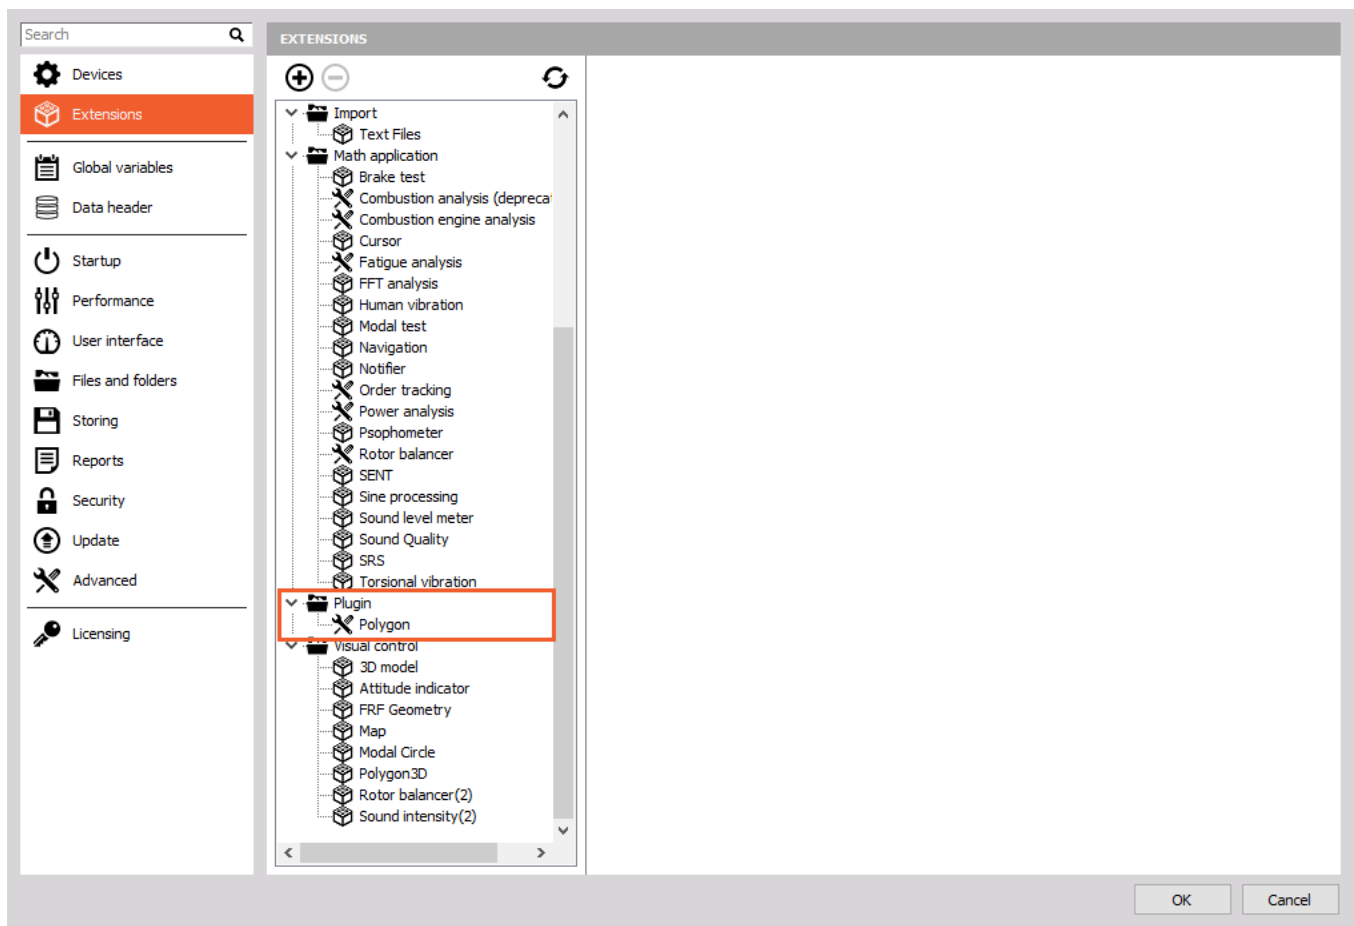 Search
Devices
Extensions
Global variables
Data header
Startup
Performance
User interface
Files and folders
Storing
Reports
Security
Update
Advanced
Licensing
EXTENSIONS
Import
Text Files
Math application
Brake test
Combustion analysis (depreca
Combustion engine analysis
Cursor
Fatigue analysis
FFT analysis
Human vibration
Modal test
Navigation
Notifier
Order tracking
Power analysis
Psophometer
Rotor balancer
SENT
Sine processing
Sound level meter
Sound Quality
SRS
Torsional vibration
Plugin
Polygon
Visual control
3D model
Attitude indicator
FRF Geometry
Map
Modal Circle
Polygon3D
Rotor balancer(2)
Sound intensity(2)
OK
Cancel